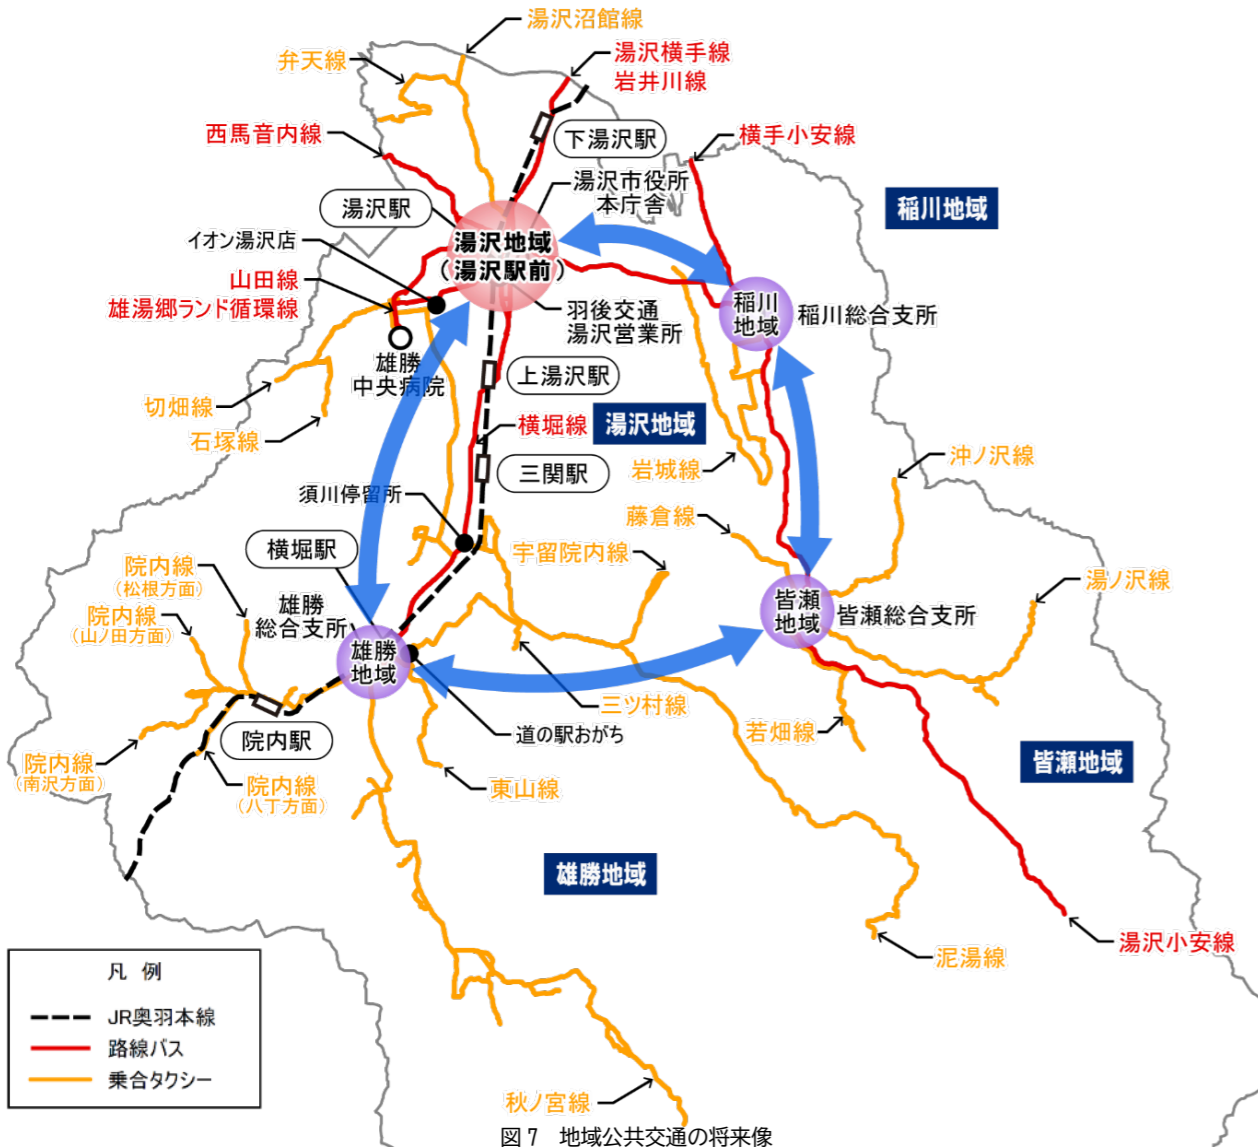 湯沢沼館線
弁天線
湯沢横手線
岩井川線
西馬音内線
下湯沢駅
横手小安線
湯沢市役所
本庁舎
稲川地域
湯沢駅
イオン湯沢店
湯沢地域
（湯沢駅前）
山田線
雄湯郷ランド循環線
羽後交通
湯沢営業所
稲川
地域
稲川総合支所
雄勝
中央病院
上湯沢駅
切畑線
石塚線
横堀線
湯沢地域
三関駅
岩城線
沖ノ沢線
須川停留所
藤倉線
横堀駅
宇留院内線
院内線
（松根方面）
湯ノ沢線
院内線
（山ノ田方面）
雄勝
総合支所
皆瀬
地域
皆瀬総合支所
雄勝
地域
三ツ村線
道の駅おがち
若畑線
院内駅
院内線
（南沢方面）
院内線
（八丁方面）
東山線
皆瀬地域
雄勝地域
湯沢小安線
泥湯線
凡 例
JR奥羽本線
路線バス
乗合タクシー
秋ノ宮線
図７　地域公共交通の将来像